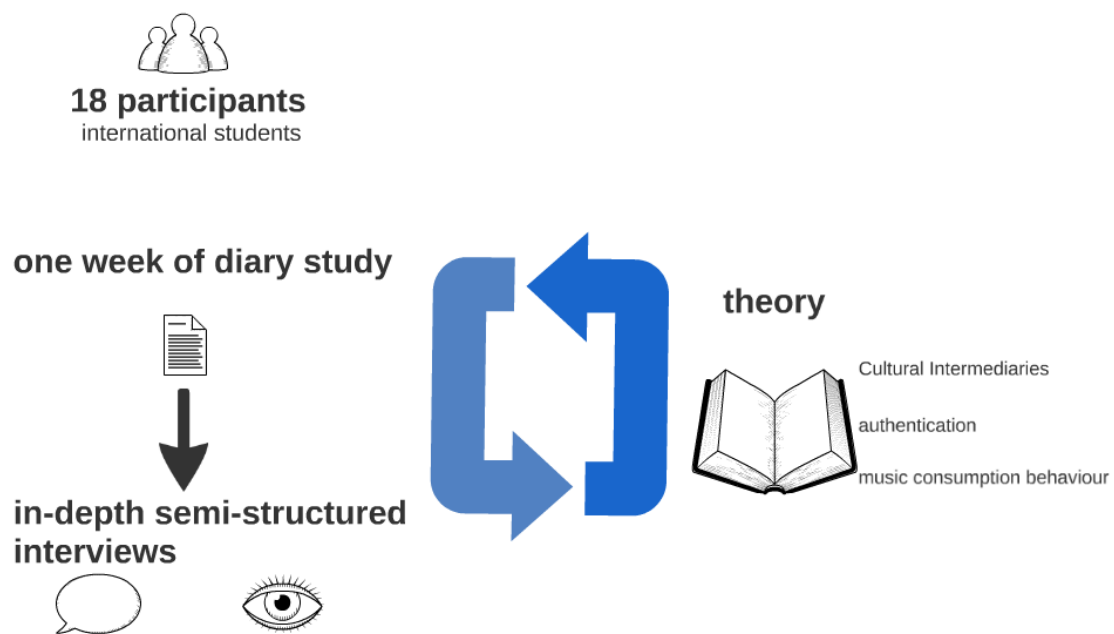 18 participants
international students
one week of diary study
in-depth semi-structured
interviews
theory
Cultural Intermediaries
authentication
music consumption behaviour